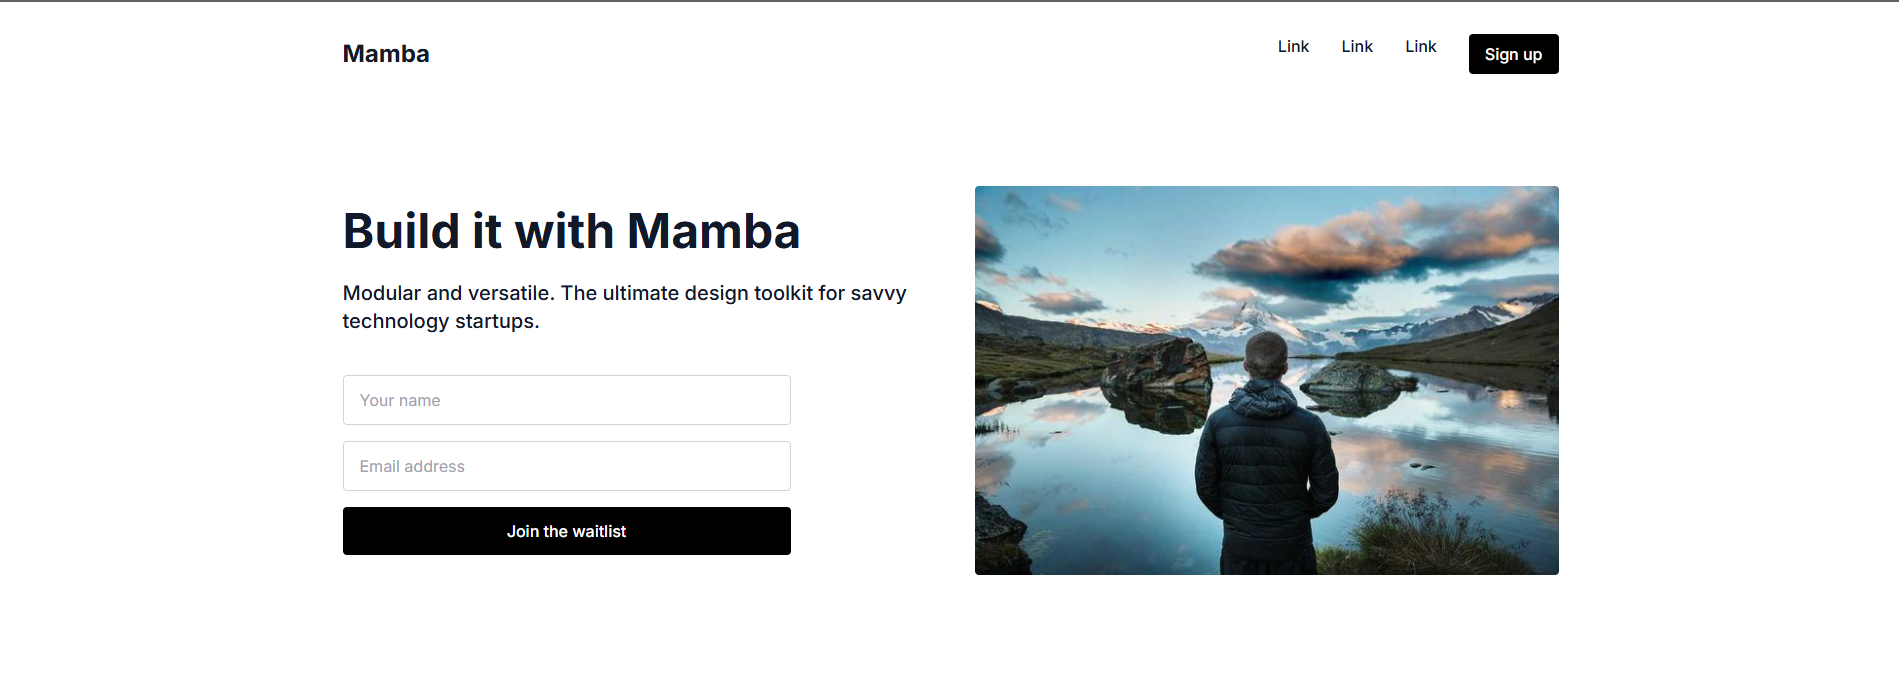 Mamba
Link Link Link Sign up
Build it with Mamba
Modular and versatile. The ultimate design toolkit for savvy
technology startups.
Your name
Email address
Join the waitlist